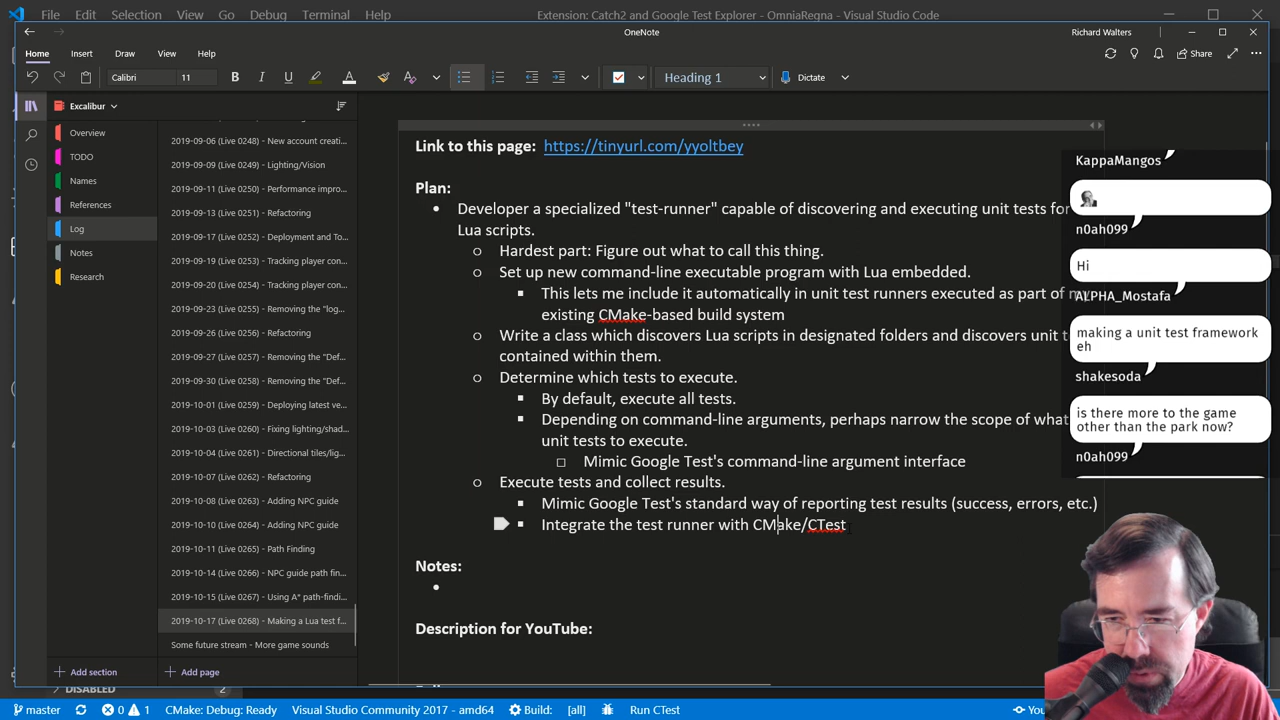 File Edit Selection View Go Debug Terminal Help Extension: Catch2 and Google Test Explorer - OmniaRegna - Visual Studio Code
OneNote
Richard Walters
Home Insert Draw View Help
Share
Calibri 11 B I U A Heading 1 Dictate
Excalibur
Overview
TODO
Names
References
Log
Notes
Research
2019-09-06 (Live 0248) - New account creati...
2019-09-09 (Live 0249) - Lighting/Vision
2019-09-11 (Live 0250) - Performance impro...
2019-09-13 (Live 0251) - Refactoring
2019-09-17 (Live 0252) - Deployment and To...
2019-09-19 (Live 0253) - Tracking player con...
2019-09-20 (Live 0254) - Tracking player con...
2019-09-23 (Live 0255) - Removing the "log...
2019-09-26 (Live 0256) - Refactoring
2019-09-27 (Live 0257) - Removing the "Def...
2019-09-30 (Live 0258) - Removing the "Def...
2019-10-01 (Live 0259) - Deploying latest ve...
2019-10-03 (Live 0260) - Fixing lighting/shad...
2019-10-04 (Live 0261) - Directional tiles/lig...
2019-10-07 (Live 0262) - Refactoring
2019-10-08 (Live 0263) - Adding NPC guide
2019-10-10 (Live 0264) - Adding NPC guide
2019-10-11 (Live 0265) - Path Finding
2019-10-14 (Live 0266) - NPC guide path fin...
2019-10-15 (Live 0267) - Using A* path-findi...
2019-10-17 (Live 0268) - Making a Lua test f...
Some future stream - More game sounds
Add section Add page
Link to this page: https://tinyurl.com/yyoltbey
Plan:
Developer a specialized "test-runner" capable of discovering and executing unit tests for
Lua scripts.
Hardest part: Figure out what to call this thing.
Set up new command-line executable program with Lua embedded.
This lets me include it automatically in unit test runners executed as part of my
existing CMake-based build system
Write a class which discovers Lua scripts in designated folders and discovers unit t
contained within them.
Determine which tests to execute.
By default, execute all tests.
Depending on command-line arguments, perhaps narrow the scope of what
unit tests to execute.
Mimic Google Test's command-line argument interface
Execute tests and collect results.
Mimic Google Test's standard way of reporting test results (success, errors, etc.)
Integrate the test runner with CMake/CTest
Notes:
Description for YouTube:
KappaMangos
n0ah099
Hi
ALPHA_Mostafa
making a unit test framework
eh
shakesoda
is there more to the game
other than the park now?
n0ah099
DISABLED 2
master 0 1 CMake: Debug: Ready Visual Studio Community 2017 - amd64 Build: [all] Run CTest You